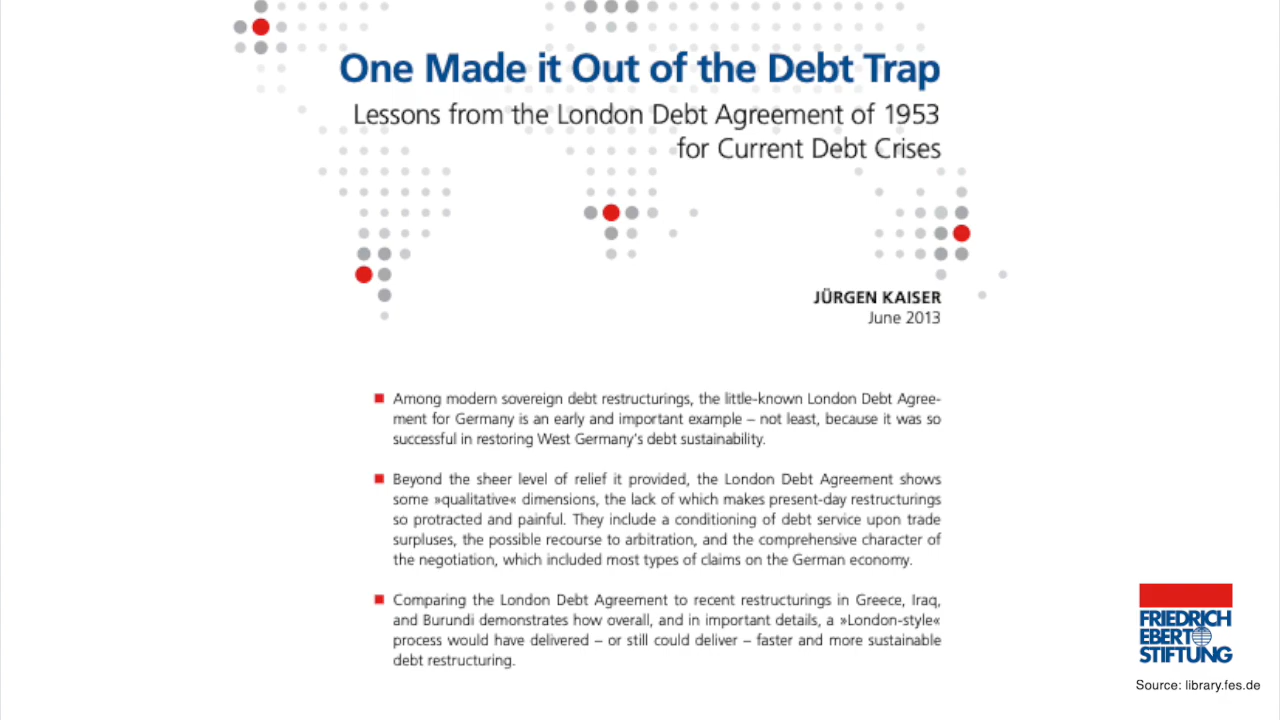 One Made it Out of the Debt Trap
Lessons from the London Debt Agreement of 1953
for Current Debt Crises
JÜRGEN KAISER
June 2013
Among modern sovereign debt restructurings, the little-known London Debt Agree-
ment for Germany is an early and important example – not least, because it was so
successful in restoring West Germany's debt sustainability.
Beyond the sheer level of relief it provided, the London Debt Agreement shows
some »qualitative« dimensions, the lack of which makes present-day restructurings
so protracted and painful. They include a conditioning of debt service upon trade
surpluses, the possible recourse to arbitration, and the comprehensive character of
the negotiation, which included most types of claims on the German economy.
Comparing the London Debt Agreement to recent restructurings in Greece, Iraq,
and Burundi demonstrates how overall, and in important details, a »London-style«
process would have delivered – or still could deliver – faster and more sustainable
debt restructuring.
FRIEDRICH
EBERT
STIFTUNG
Source: library.fes.de